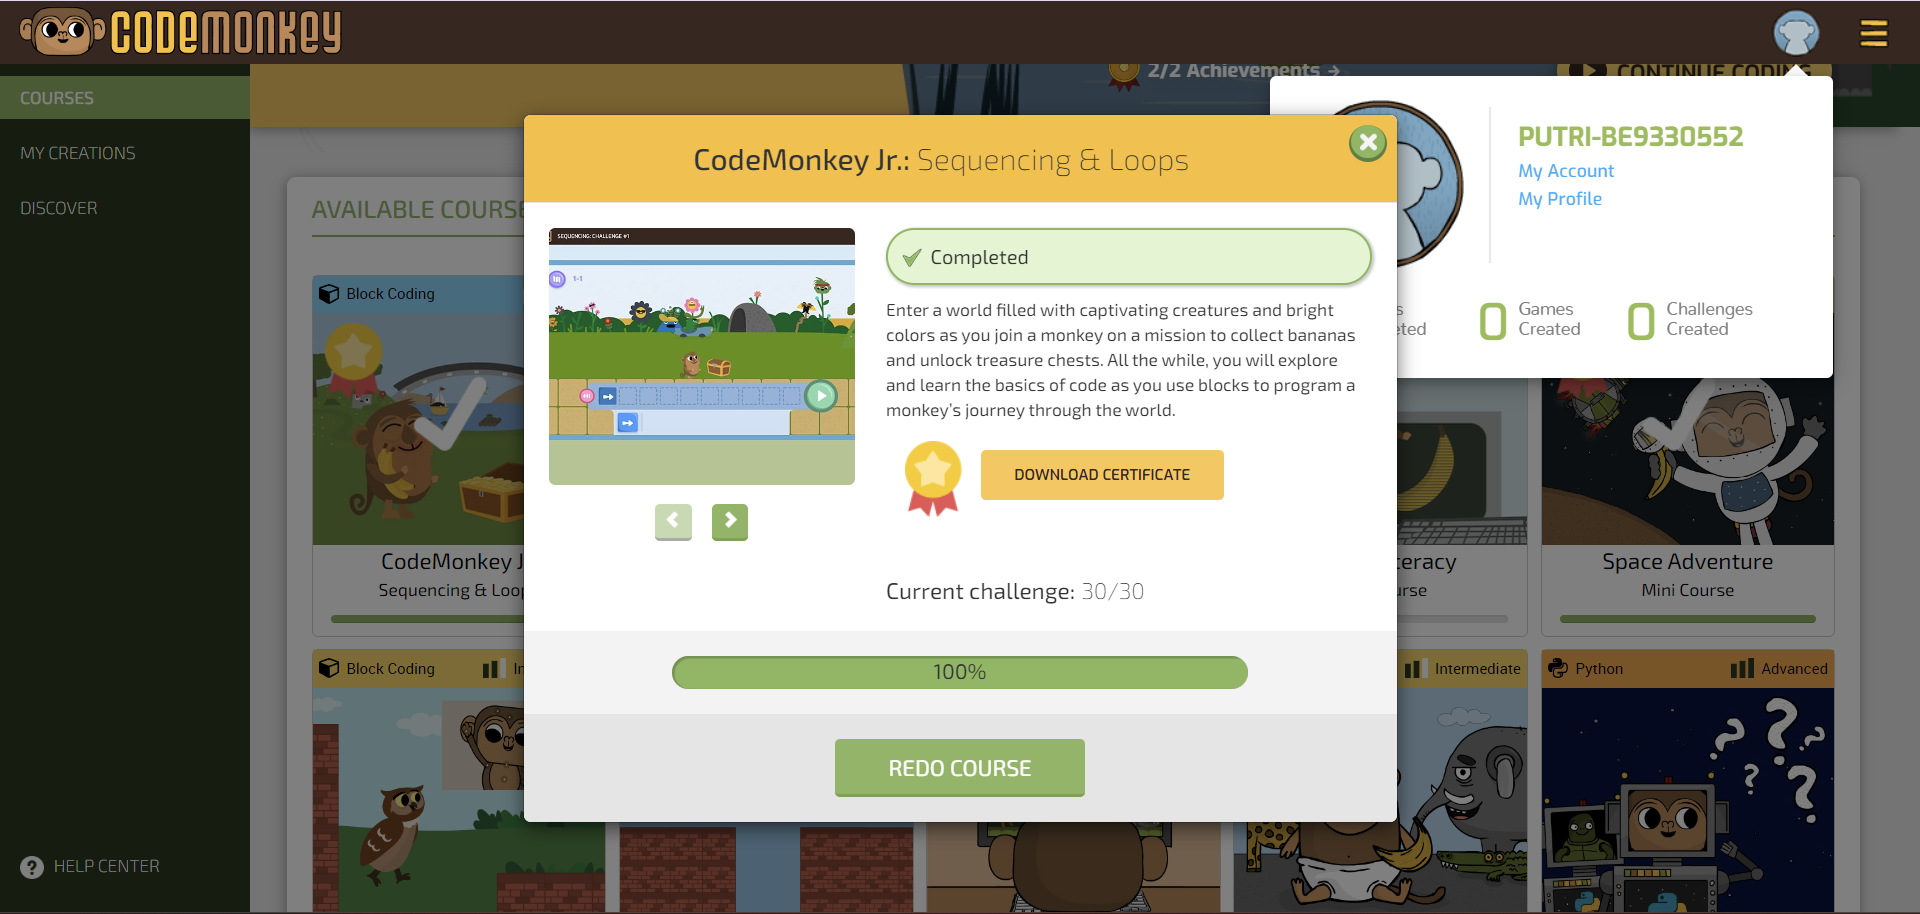 CODEMONKEY
COURSES
MY CREATIONS
DISCOVER
HELP CENTER
2/2 Achievements →
CONTINUE CODING
PUTRI-BE9330552
My Account
My Profile
0 Games Created
0 Challenges Created
AVAILABLE COURSE
Block Coding
CodeMonkey J
Sequencing & Loop
Space Adventure
Mini Course
Block Coding
Intermediate
Python
Advanced
CodeMonkey Jr.: Sequencing & Loops
SEQUENCING: CHALLENGE #1
1-1
Completed
Enter a world filled with captivating creatures and bright
colors as you join a monkey on a mission to collect bananas
and unlock treasure chests. All the while, you will explore
and learn the basics of code as you use blocks to program a
monkey's journey through the world.
DOWNLOAD CERTIFICATE
Current challenge: 30/30
100%
REDO COURSE